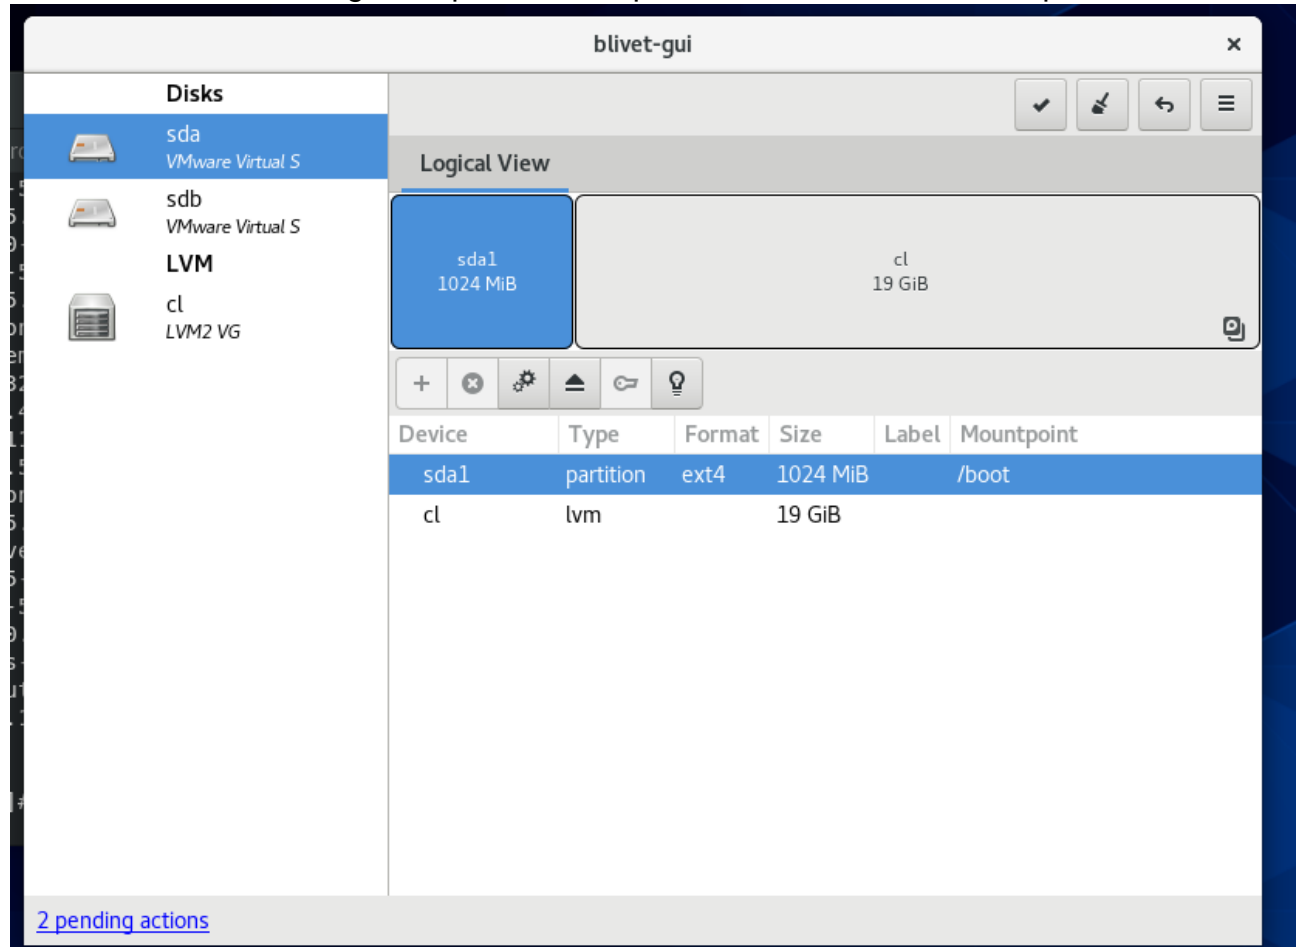 blivet-gui
Disks
sda
VMware Virtual S
sdb
VMware Virtual S
LVM
cl
LVM2 VG
Logical View
sda1
1024 MiB
cl
19 GiB
Device Type Format Size Label Mountpoint
sda1 partition ext4 1024 MiB /boot
cl lvm 19 GiB
2 pending actions